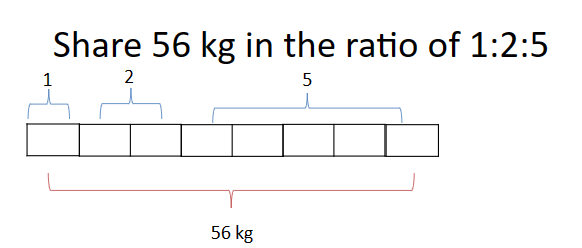 Share 56 kg in the ratio of 1:2:5
1 2 5
56 kg